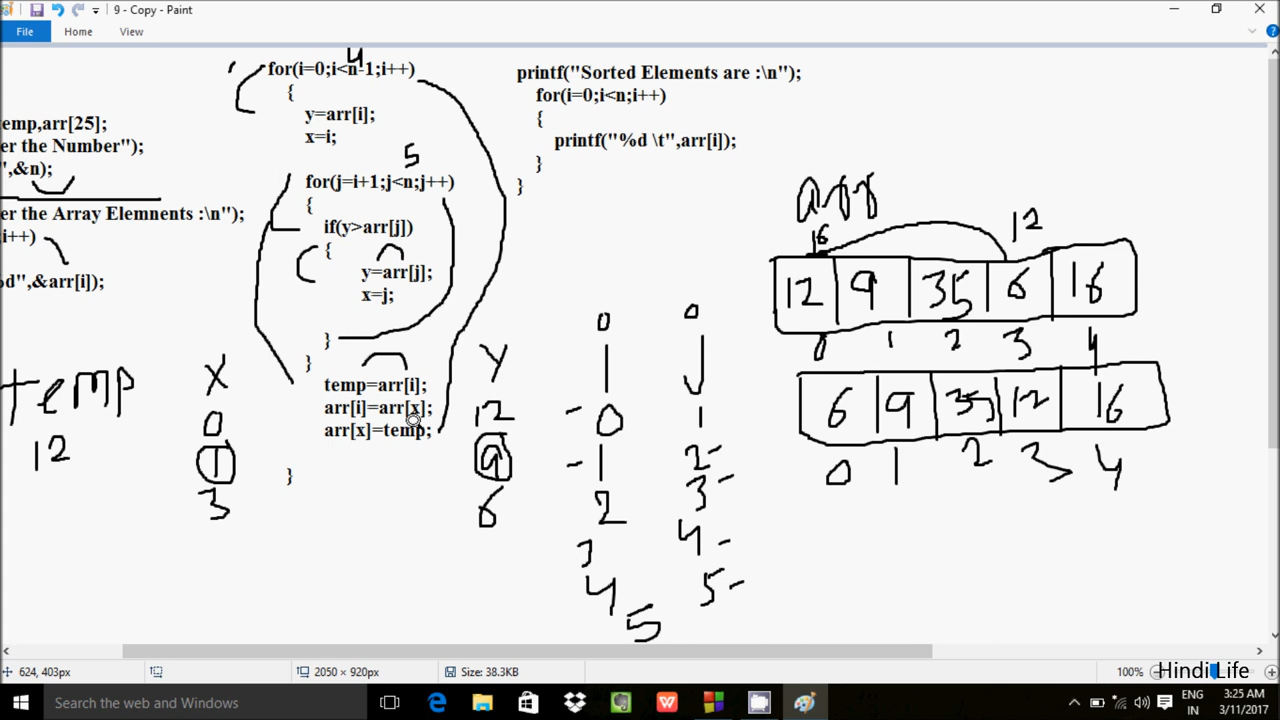 9 - Copy - Paint
File Home View
4
for(i=0;i<n-1;i++)
{
y=arr[i];
x=i;
5
for(j=i+1;j<n;j++)
{
if(y>arr[j])
{
y=arr[j];
x=j;
}
}
temp=arr[i];
arr[i]=arr[x];
arr[x]=temp;
}
emp,arr[25];
er the Number");
",&n);
er the Array Elemnents :\n");
i++)
%d",&arr[i]);
printf("Sorted Elements are :\n");
for(i=0;i<n;i++)
{
printf("%d \t",arr[i]);
}
}
arr
16 12
12 9 35 6 16
0 1 2 3 4
6 9 35 12 16
0 1 2 3 4
temp
12
X
0
1
3
Y
12
9
6
i
0
1
2
3
4
5
j
1
2
3
4
5
624, 403px 2050 × 920px Size: 38.3KB 100%
Hindi Life
Search the web and Windows
ENG
IN
3:25 AM
3/11/2017